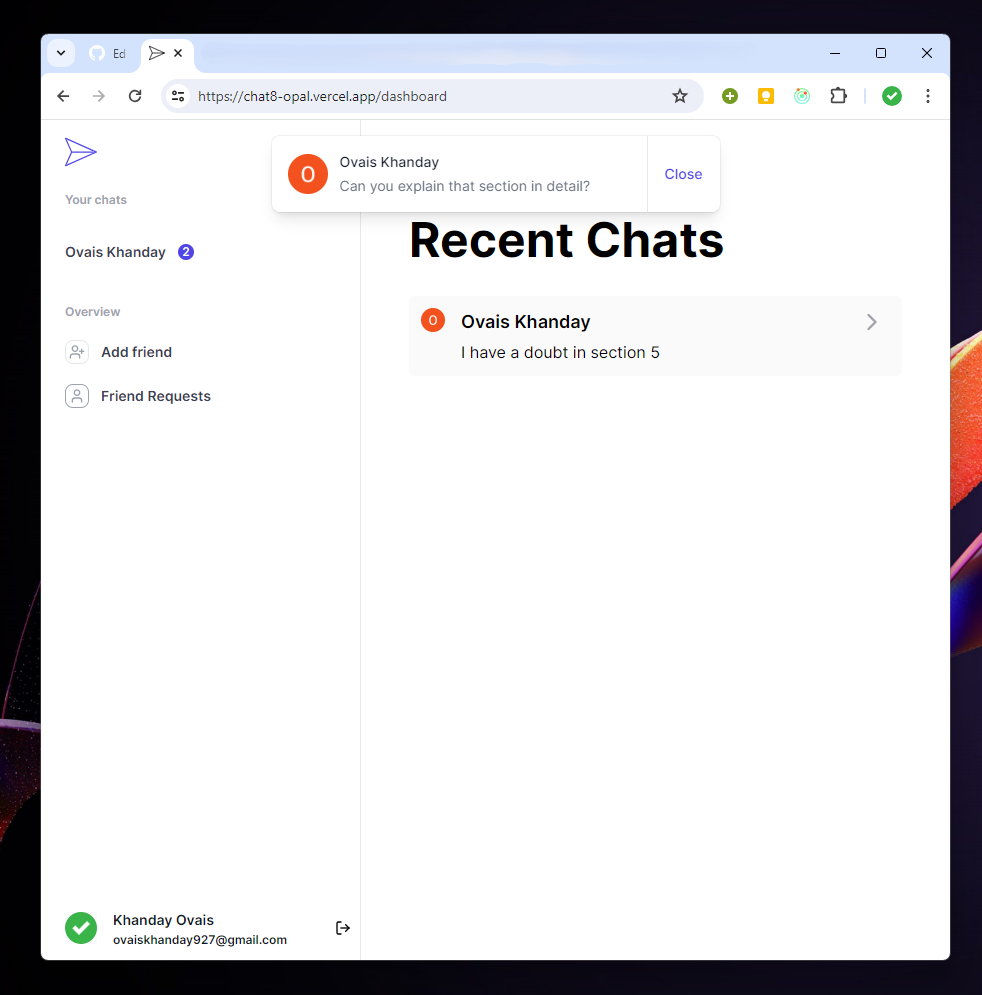 Ed
https://chat8-opal.vercel.app/dashboard
Your chats
Ovais Khanday 2
Overview
Add friend
Friend Requests
O
Ovais Khanday
Can you explain that section in detail?
Close
Recent Chats
O
Ovais Khanday
I have a doubt in section 5
Khanday Ovais
ovaiskhanday927@gmail.com